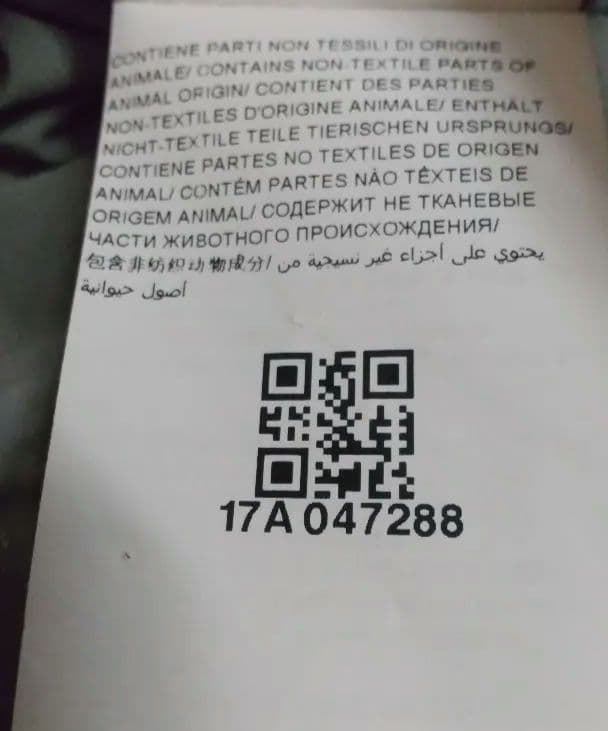 CONTIENE PARTI NON TESSILI DI ORIGINE
ANIMALE/ CONTAINS NON-TEXTILE PARTS OF
ANIMAL ORIGIN/ CONTIENT DES PARTIES
NON-TEXTILES D'ORIGINE ANIMALE/ ENTHÄLT
NICHT-TEXTILE TEILE TIERISCHEN URSPRUNGS/
CONTIENE PARTES NO TEXTILES DE ORIGEN
ANIMAL/ CONTÉM PARTES NÃO TÊXTEIS DE
ORIGEM ANIMAL/ СОДЕРЖИТ НЕ ТКАНЕВЫЕ
ЧАСТИ ЖИВОТНОГО ПРОИСХОЖДЕНИЯ/
包含非纺织动物成分/ يحتوي على أجزاء غير نسيجية من
أصول حيوانية
17A047288